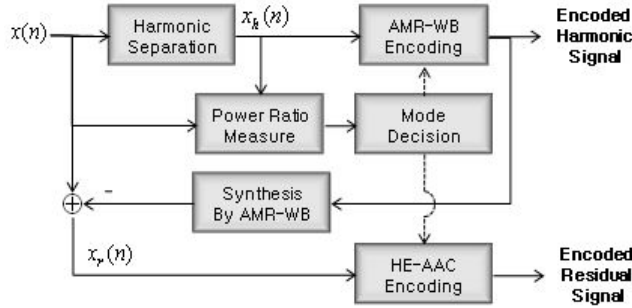 x(n)
Harmonic
Separation
x_h(n)
AMR-WB
Encoding
Encoded
Harmonic
Signal
Power Ratio
Measure
Mode
Decision
-
+
Synthesis
By AMR-WB
x_r(n)
HE-AAC
Encoding
Encoded
Residual
Signal